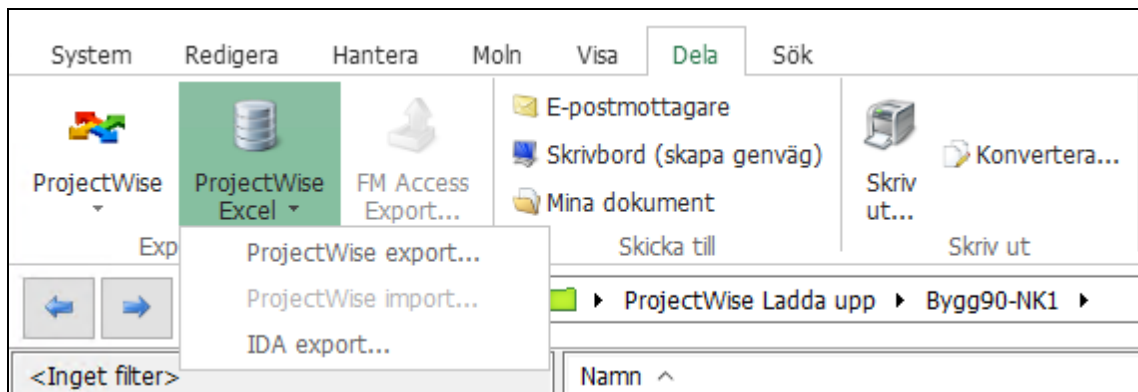 System Redigera Hantera Moln Visa Dela Sök
E-postmottagare
Skrivbord (skapa genväg)
Konvertera...
ProjectWise ProjectWise Excel FM Access Export...
Mina dokument
Skriv ut...
Skicka till Skriv ut
ProjectWise export...
ProjectWise import...
ProjectWise Ladda upp Bygg90-NK1
IDA export...
<Inget filter> Namn